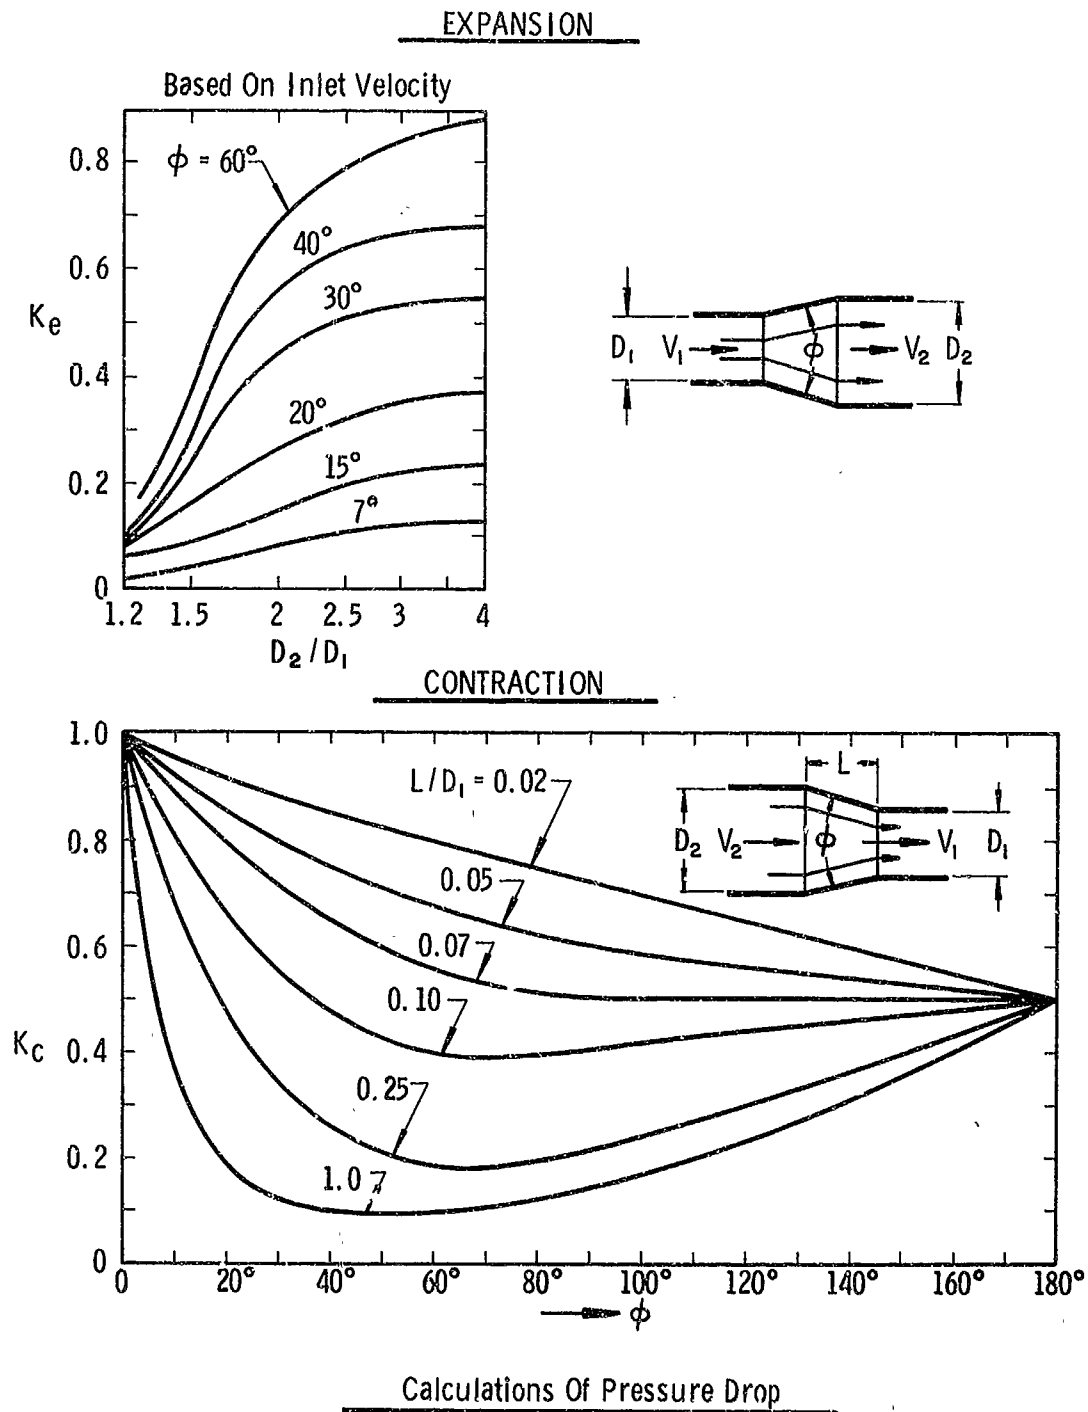 EXPANSION
Based On Inlet Velocity
ϕ = 60°
40°
30°
20°
15°
7°
0.8
0.6
Ke
0.4
0.2
0
1.2 1.5 2 2.5 3 4
D₂/D₁
D₁ V₁ ϕ V₂ D₂
CONTRACTION
1.0
0.8
0.6
Kc
0.4
0.2
0
L/D₁ = 0.02
0.05
0.07
0.10
0.25
1.0
L
D₂ V₂ ϕ V₁ D₁
0 20° 40° 60° 80° 100° 120° 140° 160° 180°
ϕ
Calculations Of Pressure Drop